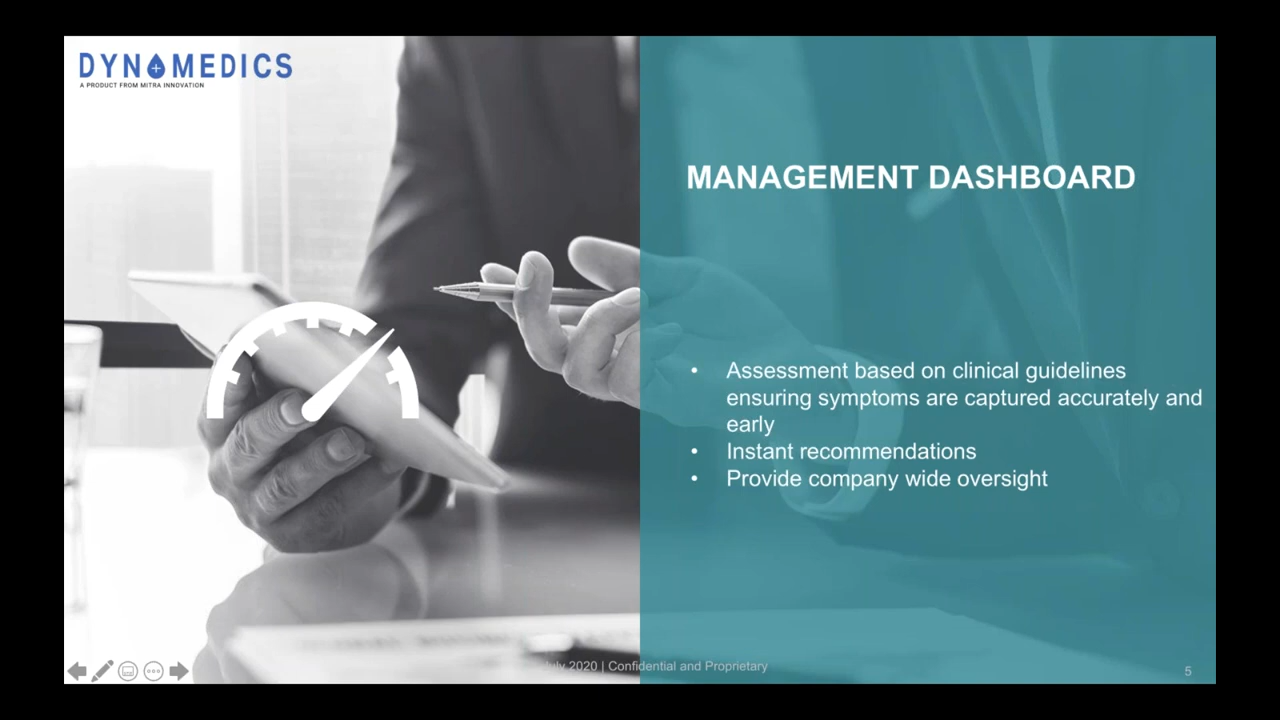 DYNAMEDICS
A PRODUCT FROM MITRA INNOVATION
MANAGEMENT DASHBOARD
• Assessment based on clinical guidelines
ensuring symptoms are captured accurately and
early
• Instant recommendations
• Provide company wide oversight
July 2020 | Confidential and Proprietary
5